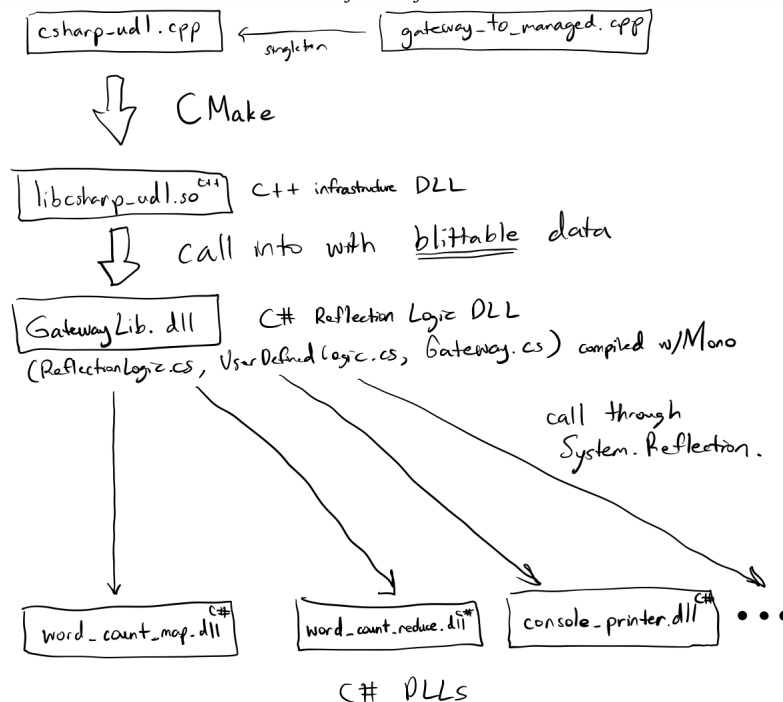 csharp_udl.cpp
singleton
gateway_to_managed.cpp
CMake
libcsharp_udl.so C++
C++ infrastructure DLL
call into with blittable data
GatewayLib.dll
C# Reflection Logic DLL
(ReflectionLogic.cs, UserDefinedLogic.cs, Gateway.cs) compiled w/Mono
call through
System.Reflection.
word_count_map.dll C#
word_count_reduce.dll C#
console_printer.dll C#
...
C# DLLs